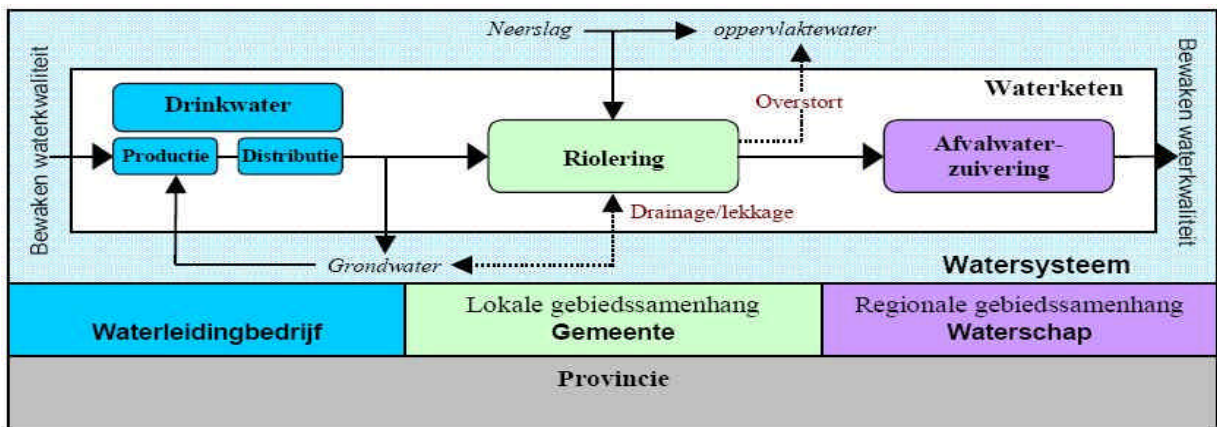 Neerslag
oppervlaktewater
Bewaken waterkwaliteit
Bewaken waterkwaliteit
Waterketen
Drinkwater
Overstort
Productie
Distributie
Riolering
Afvalwater-
zuivering
Drainage/lekkage
Grondwater
Watersysteem
Waterleidingbedrijf
Lokale gebiedssamenhang
Gemeente
Regionale gebiedssamenhang
Waterschap
Provincie